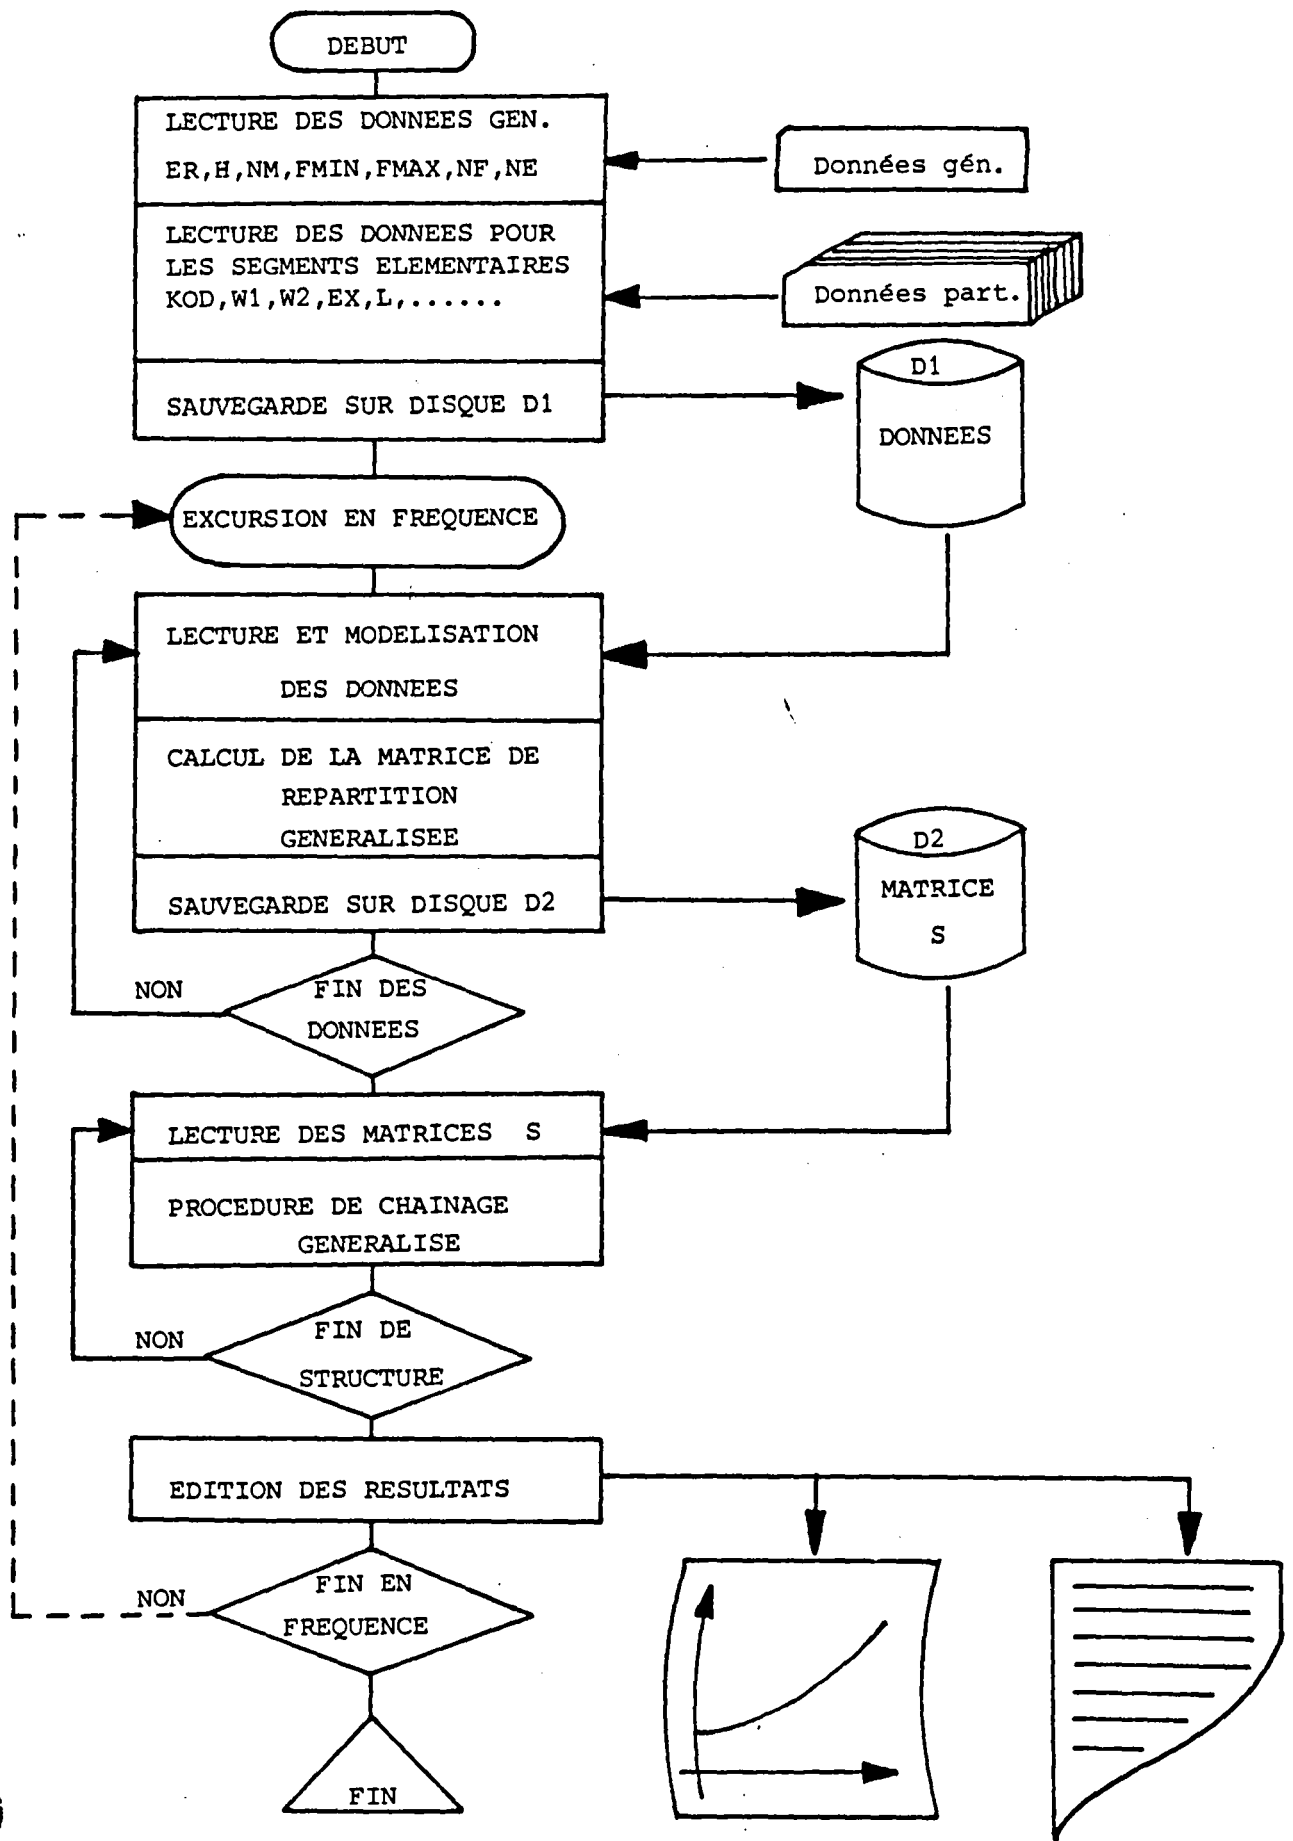 DEBUT
LECTURE DES DONNEES GEN.
ER,H,NM,FMIN,FMAX,NF,NE
Données gén.
LECTURE DES DONNEES POUR
LES SEGMENTS ELEMENTAIRES
KOD,W1,W2,EX,L,......
Données part.
SAUVEGARDE SUR DISQUE D1
D1
DONNEES
EXCURSION EN FREQUENCE
LECTURE ET MODELISATION
DES DONNEES
CALCUL DE LA MATRICE DE
REPARTITION
GENERALISEE
SAUVEGARDE SUR DISQUE D2
D2
MATRICE
S
NON
FIN DES
DONNEES
LECTURE DES MATRICES S
PROCEDURE DE CHAINAGE
GENERALISE
NON
FIN DE
STRUCTURE
EDITION DES RESULTATS
NON
FIN EN
FREQUENCE
FIN